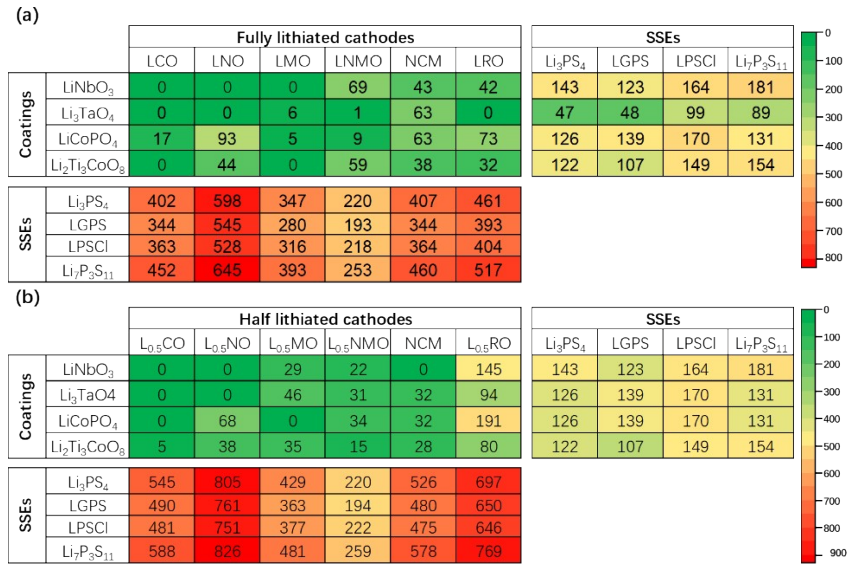 (a)
Fully lithiated cathodes SSEs
LCO LNO LMO LNMO NCM LRO Li₃PS₄ LGPS LPSCl Li₇P₃S₁₁
Coatings
LiNbO₃ 0 0 0 69 43 42 143 123 164 181
Li₃TaO₄ 0 0 6 1 63 0 47 48 99 89
LiCoPO₄ 17 93 5 9 63 73 126 139 170 131
Li₂Ti₃CoO₈ 0 44 0 59 38 32 122 107 149 154
SSEs
Li₃PS₄ 402 598 347 220 407 461
LGPS 344 545 280 193 344 393
LPSCl 363 528 316 218 364 404
Li₇P₃S₁₁ 452 645 393 253 460 517
0
100
200
300
400
500
600
700
800
(b)
Half lithiated cathodes SSEs
L₀.₅CO L₀.₅NO L₀.₅MO L₀.₅NMO NCM L₀.₅RO Li₃PS₄ LGPS LPSCl Li₇P₃S₁₁
Coatings
LiNbO₃ 0 0 29 22 0 145 143 123 164 181
Li₃TaO4 0 0 46 31 32 94 126 139 170 131
LiCoPO₄ 0 68 0 34 32 191 126 139 170 131
Li₂Ti₃CoO₈ 5 38 35 15 28 80 122 107 149 154
SSEs
Li₃PS₄ 545 805 429 220 526 697
LGPS 490 761 363 194 480 650
LPSCl 481 751 377 222 475 646
Li₇P₃S₁₁ 588 826 481 259 578 769
0
100
200
300
400
500
600
700
800
900